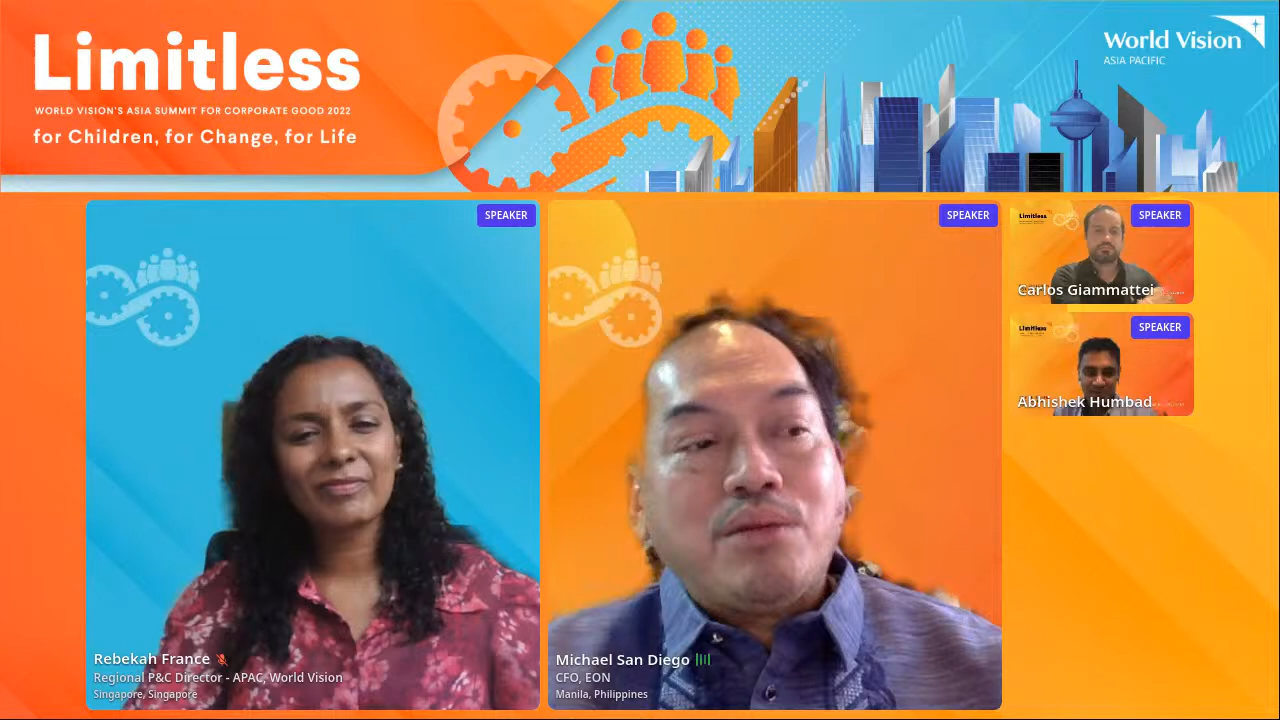 Limitless
WORLD VISION'S ASIA SUMMIT FOR CORPORATE GOOD 2022
for Children, for Change, for Life
World Vision
ASIA PACIFIC
SPEAKER
Rebekah France
Regional P&C Director - APAC, World Vision
Singapore, Singapore
SPEAKER
Michael San Diego
CFO, EON
Manila, Philippines
Limitless
SPEAKER
Carlos Giammattei
Limitless
SPEAKER
Abhishek Humbad